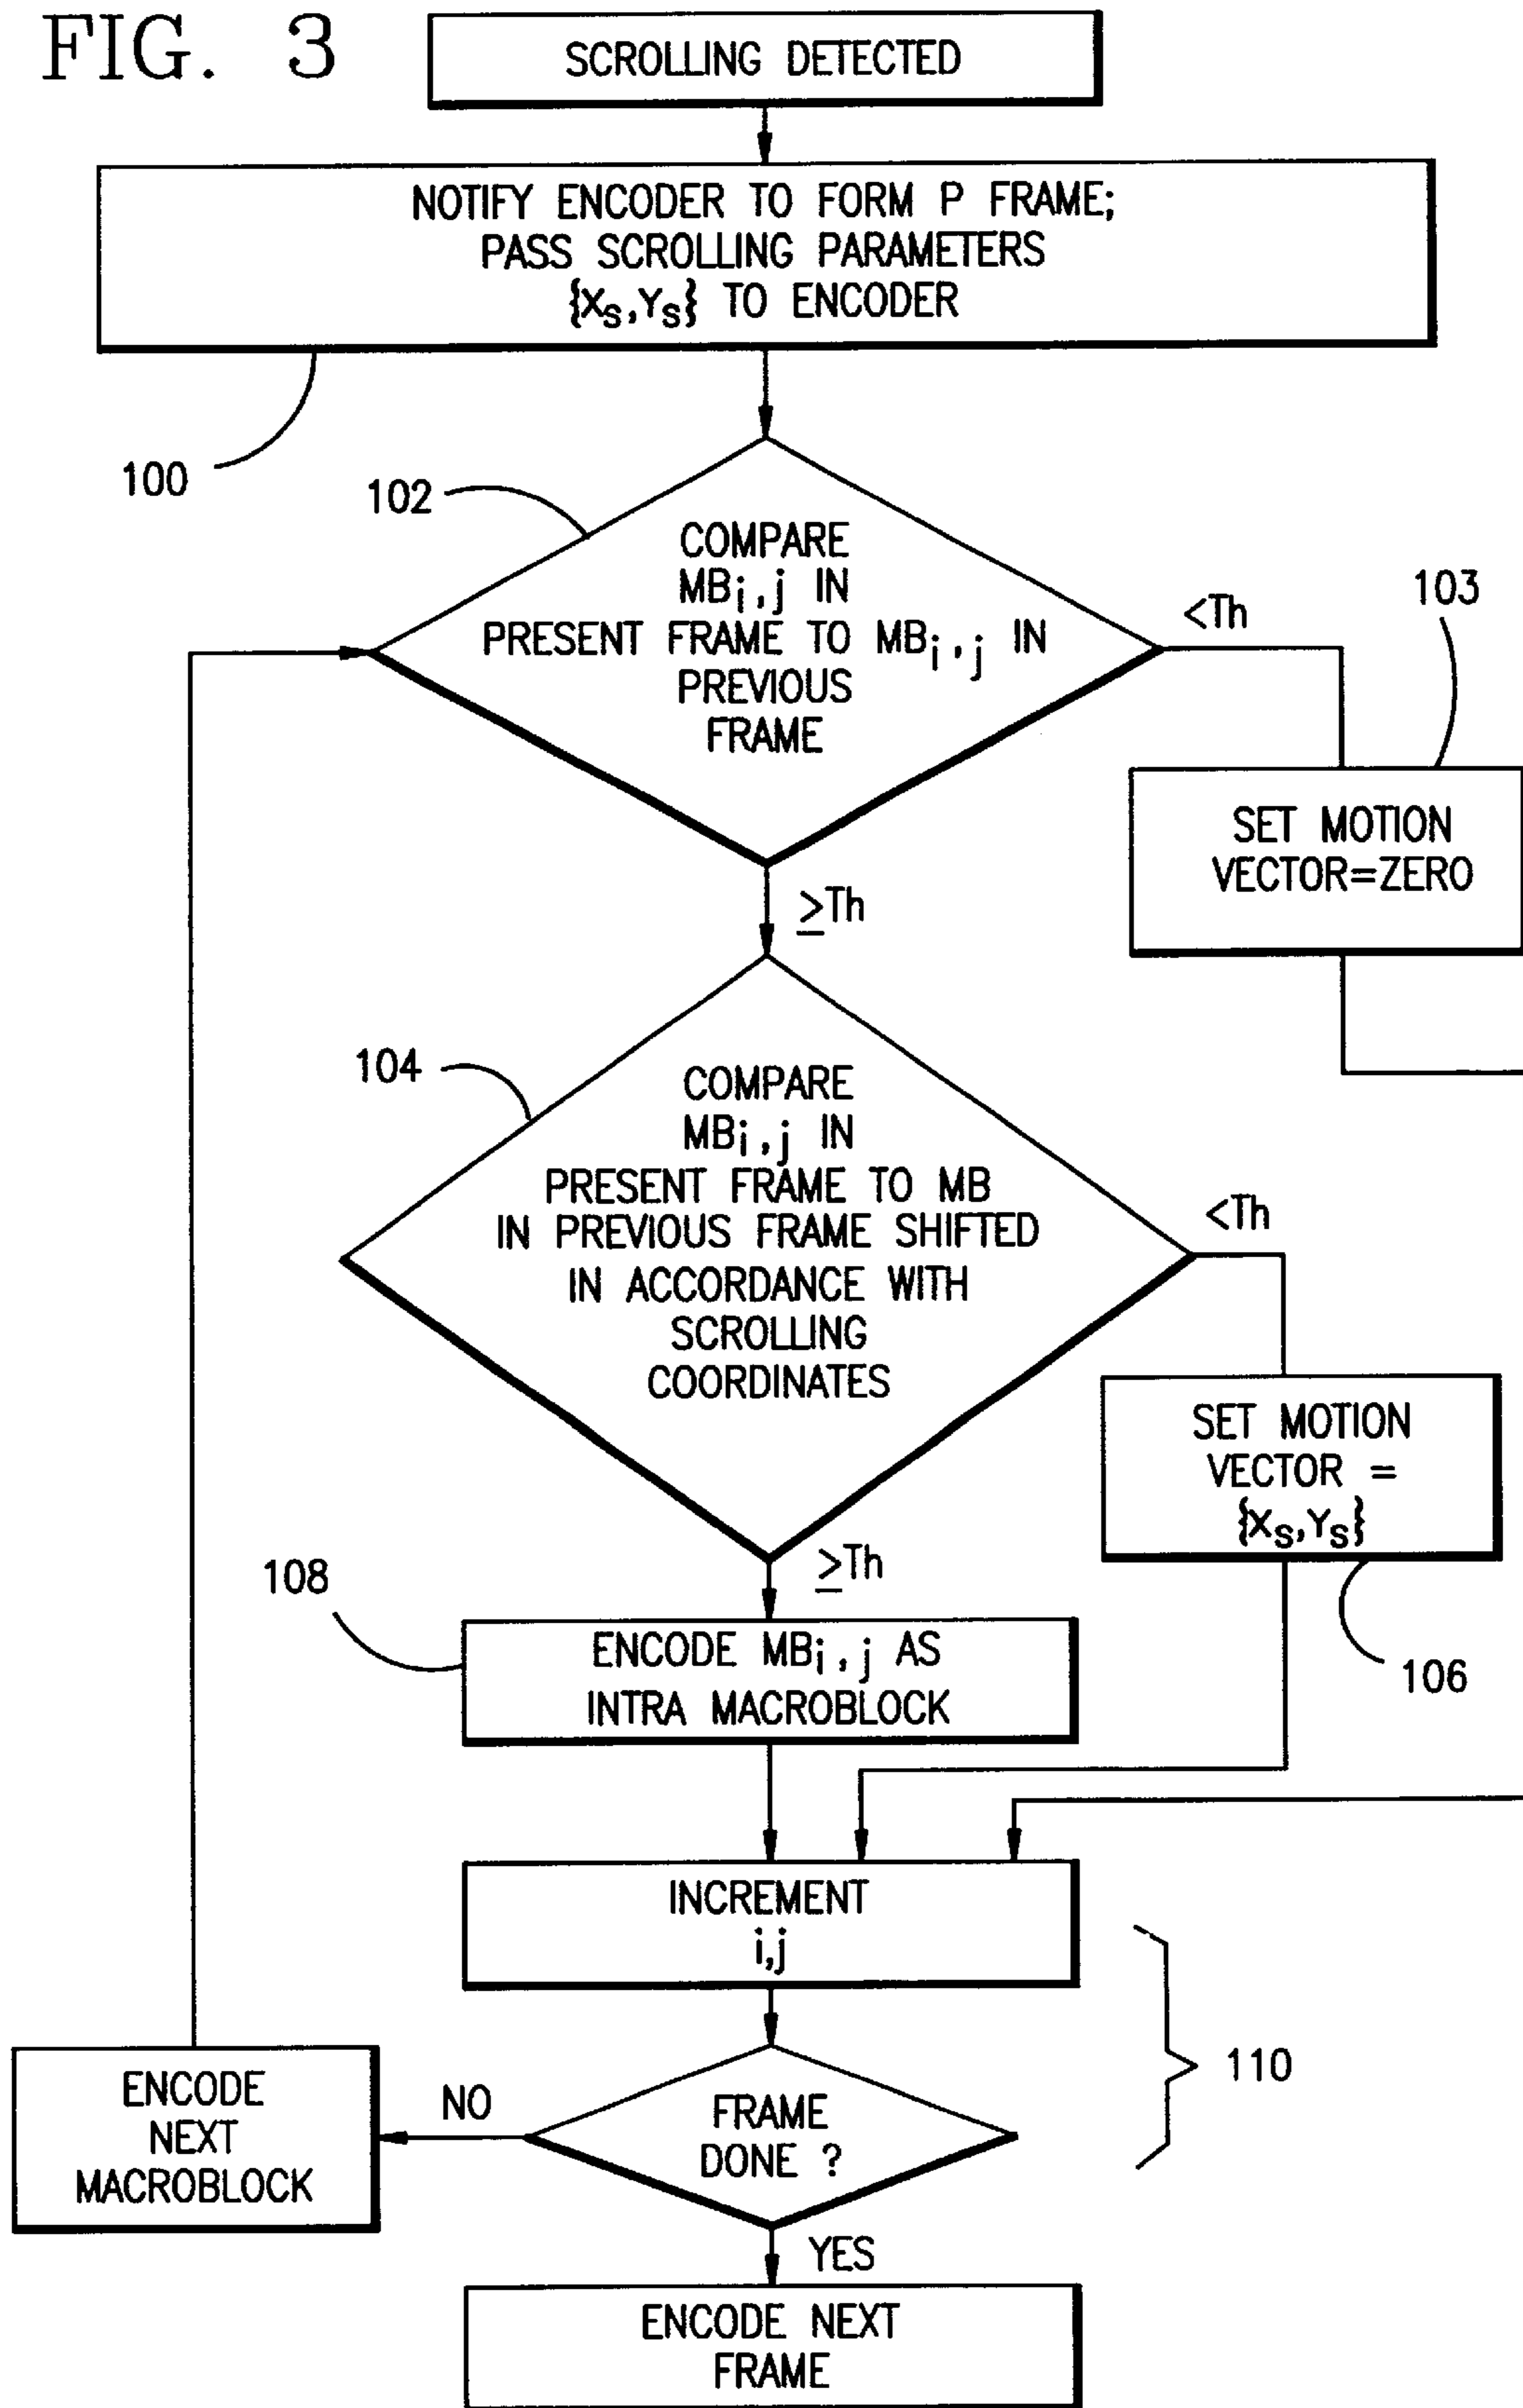 FIG. 3
SCROLLING DETECTED
NOTIFY ENCODER TO FORM P FRAME;
PASS SCROLLING PARAMETERS
{Xs,Ys} TO ENCODER
100
102
COMPARE
MBi,j IN
PRESENT FRAME TO MBi,j IN
PREVIOUS
FRAME
<Th
103
SET MOTION
VECTOR=ZERO
≥Th
104
COMPARE
MBi,j IN
PRESENT FRAME TO MB
IN PREVIOUS FRAME SHIFTED
IN ACCORDANCE WITH
SCROLLING
COORDINATES
<Th
SET MOTION
VECTOR =
{Xs,Ys}
106
≥Th
108
ENCODE MBi,j AS
INTRA MACROBLOCK
INCREMENT
i,j
110
FRAME
DONE ?
NO
ENCODE
NEXT
MACROBLOCK
YES
ENCODE NEXT
FRAME